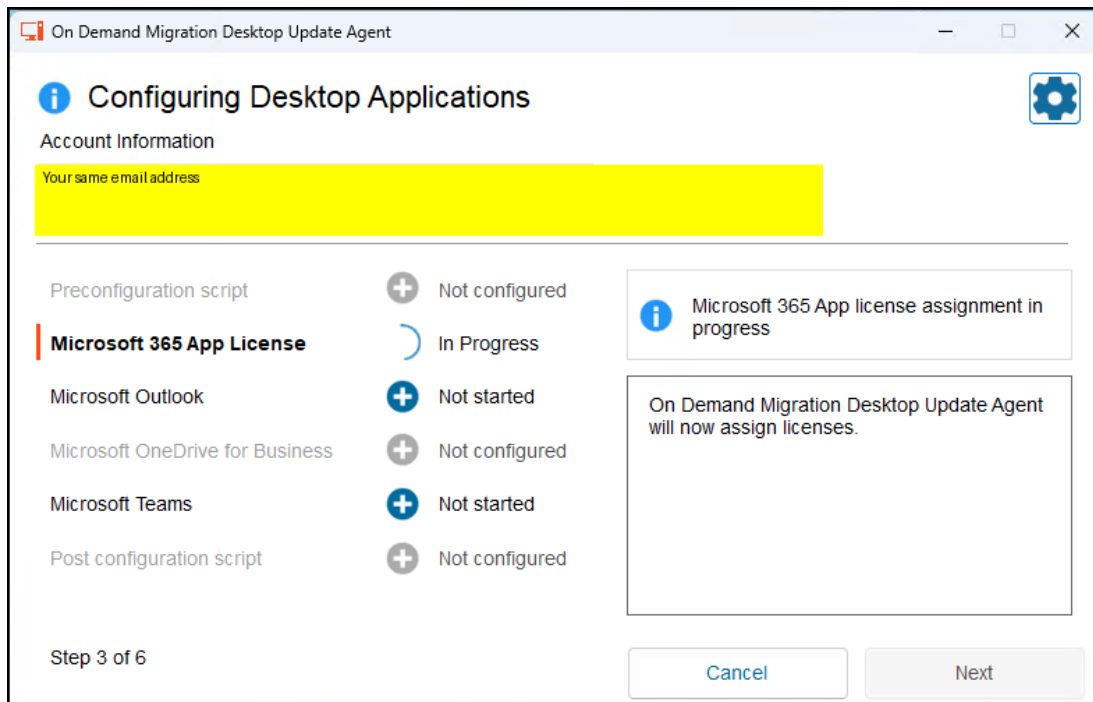 On Demand Migration Desktop Update Agent
Configuring Desktop Applications
Account Information
Your same email address
Preconfiguration script
Not configured
Microsoft 365 App License
In Progress
Microsoft Outlook
Not started
Microsoft OneDrive for Business
Not configured
Microsoft Teams
Not started
Post configuration script
Not configured
Microsoft 365 App license assignment in
progress
On Demand Migration Desktop Update Agent
will now assign licenses.
Step 3 of 6
Cancel
Next